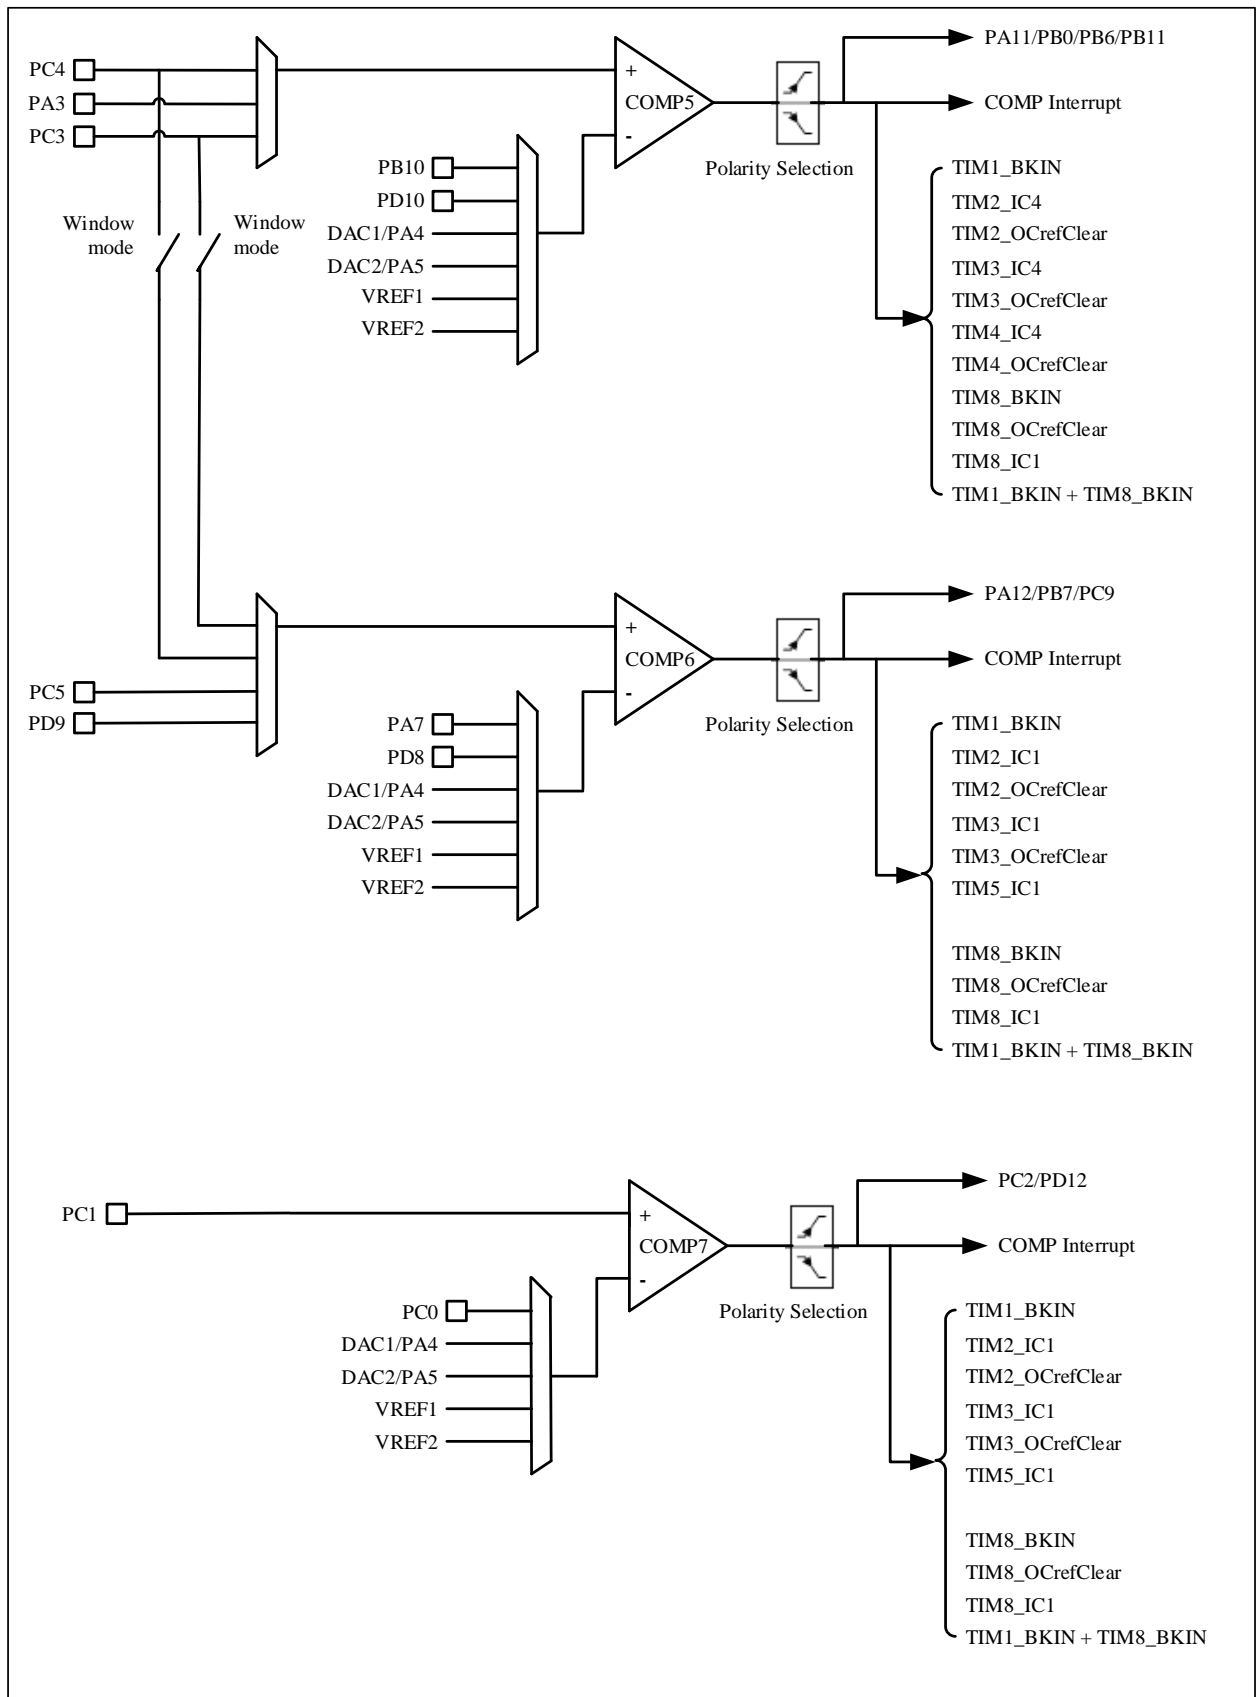 PA11/PB0/PB6/PB11
PC4
+
COMP5
-
PA3
COMP Interrupt
PC3
Polarity Selection
PB10
PD10
DAC1/PA4
DAC2/PA5
VREF1
VREF2
Window
mode
Window
mode
TIM1_BKIN
TIM2_IC4
TIM2_OCrefClear
TIM3_IC4
TIM3_OCrefClear
TIM4_IC4
TIM4_OCrefClear
TIM8_BKIN
TIM8_OCrefClear
TIM8_IC1
TIM1_BKIN + TIM8_BKIN
PA12/PB7/PC9
+
COMP6
-
COMP Interrupt
PC5
PD9
Polarity Selection
PA7
PD8
DAC1/PA4
DAC2/PA5
VREF1
VREF2
TIM1_BKIN
TIM2_IC1
TIM2_OCrefClear
TIM3_IC1
TIM3_OCrefClear
TIM5_IC1
TIM8_BKIN
TIM8_OCrefClear
TIM8_IC1
TIM1_BKIN + TIM8_BKIN
PC2/PD12
PC1
+
COMP7
-
COMP Interrupt
Polarity Selection
PC0
DAC1/PA4
DAC2/PA5
VREF1
VREF2
TIM1_BKIN
TIM2_IC1
TIM2_OCrefClear
TIM3_IC1
TIM3_OCrefClear
TIM5_IC1
TIM8_BKIN
TIM8_OCrefClear
TIM8_IC1
TIM1_BKIN + TIM8_BKIN